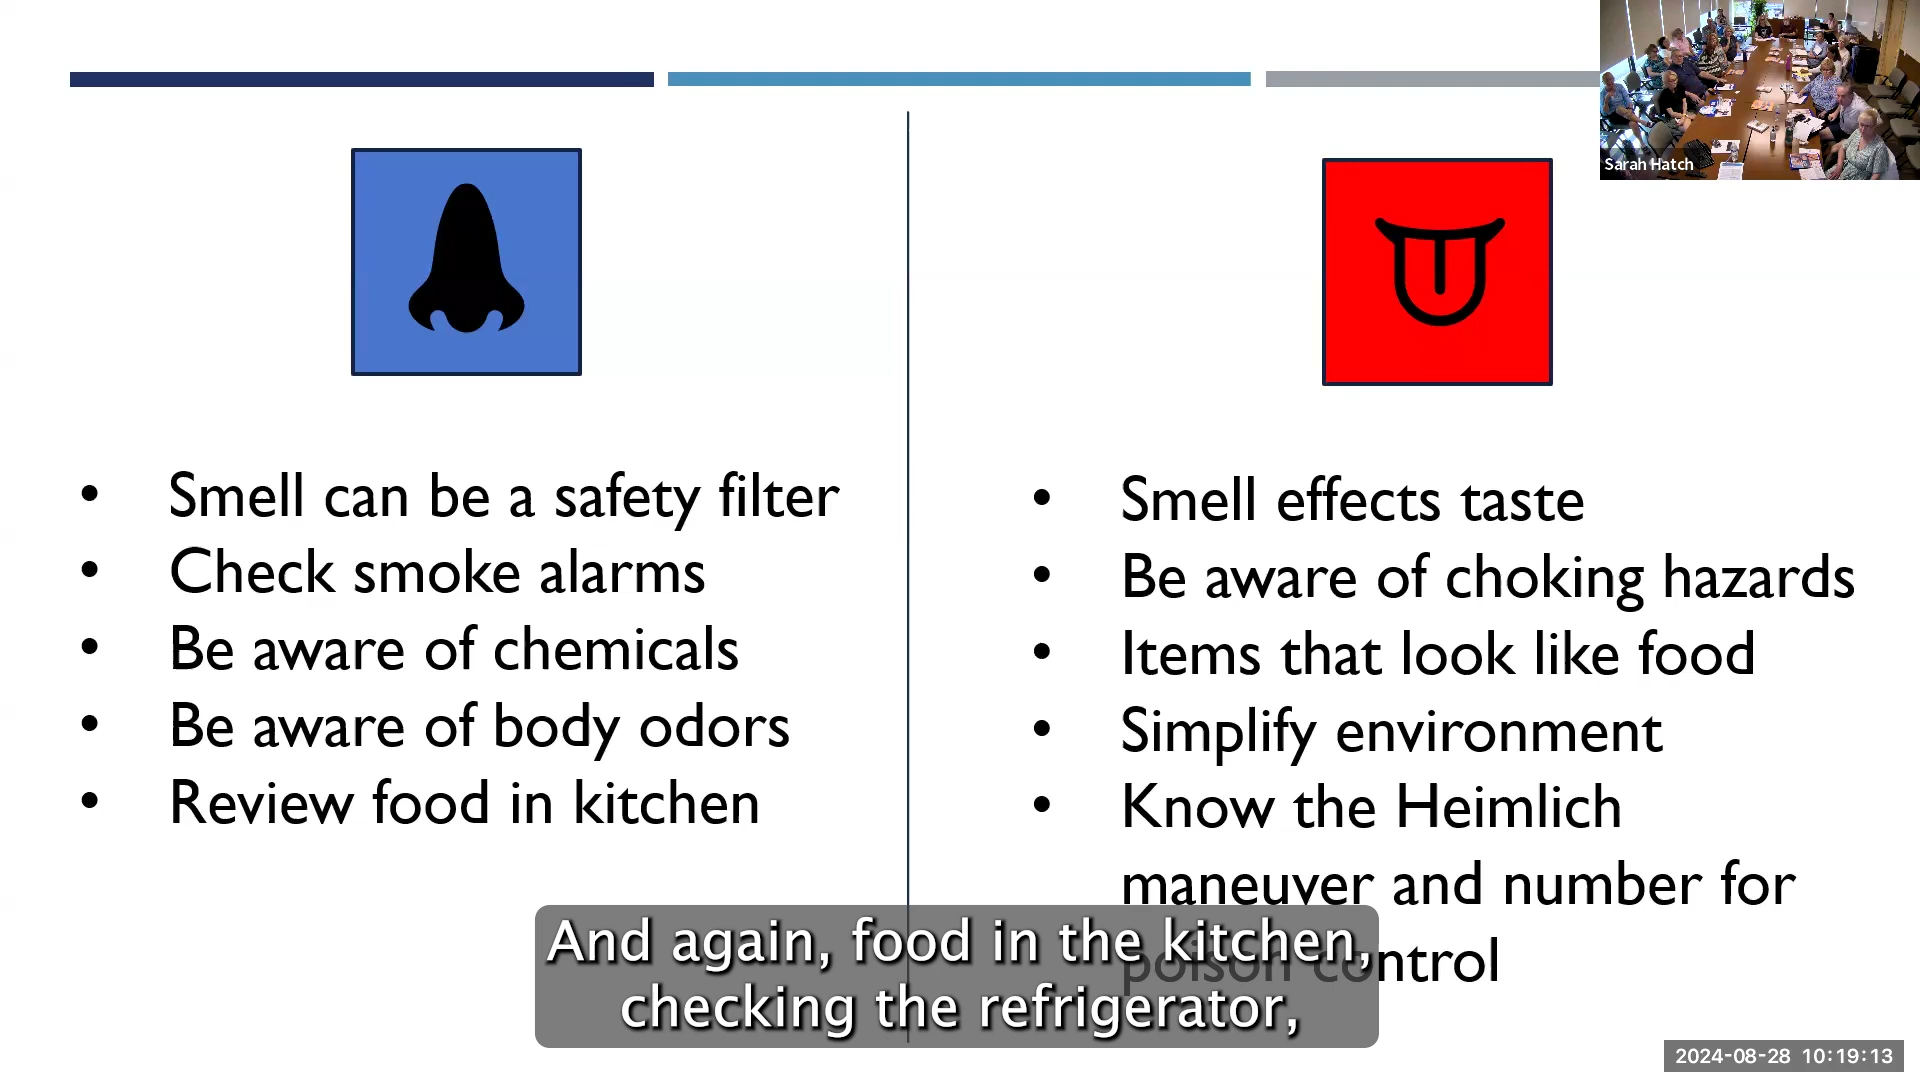 Sarah Hatch
• Smell can be a safety filter
• Check smoke alarms
• Be aware of chemicals
• Be aware of body odors
• Review food in kitchen
• Smell effects taste
• Be aware of choking hazards
• Items that look like food
• Simplify environment
• Know the Heimlich
maneuver and number for
poison control
And again, food in the kitchen,
checking the refrigerator,
2024-08-28 10:19:13